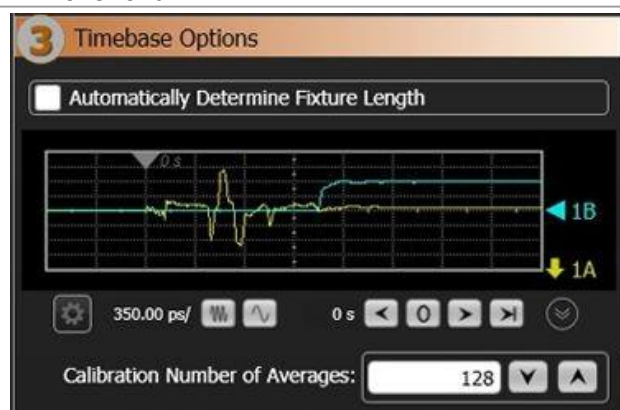 3 Timebase Options
Automatically Determine Fixture Length
0 s
1B
1A
350.00 ps/ 0 s 0
Calibration Number of Averages: 128